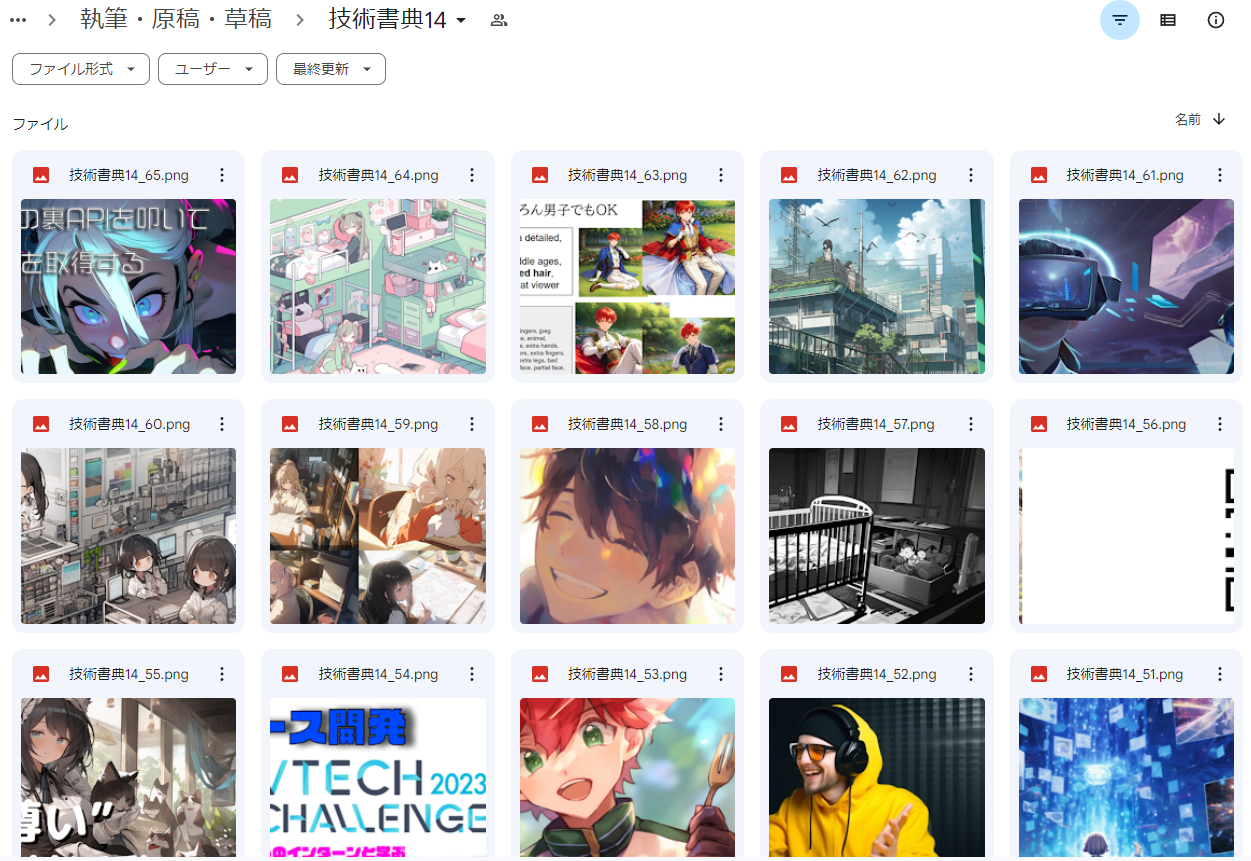 … > 執筆・原稿・草稿 > 技術書典14
ファイル形式 ユーザー 最終更新
ファイル 名前
技術書典14_65.png 技術書典14_64.png 技術書典14_63.png 技術書典14_62.png 技術書典14_61.png
の裏APIを叩いて
を取得する
ろん男子でもOK
a detailed,
ddle ages,
ed hair,
at viewer
ingers, jpeg
e, animal,
s, extra hands,
ers, extra fingers,
extra legs, bad
face, partial face,
技術書典14_60.png 技術書典14_59.png 技術書典14_58.png 技術書典14_57.png 技術書典14_56.png
技術書典14_55.png 技術書典14_54.png 技術書典14_53.png 技術書典14_52.png 技術書典14_51.png
尊い”
ース開発
VTECH 2023
CHALLENGE
のインターンと学ぶ